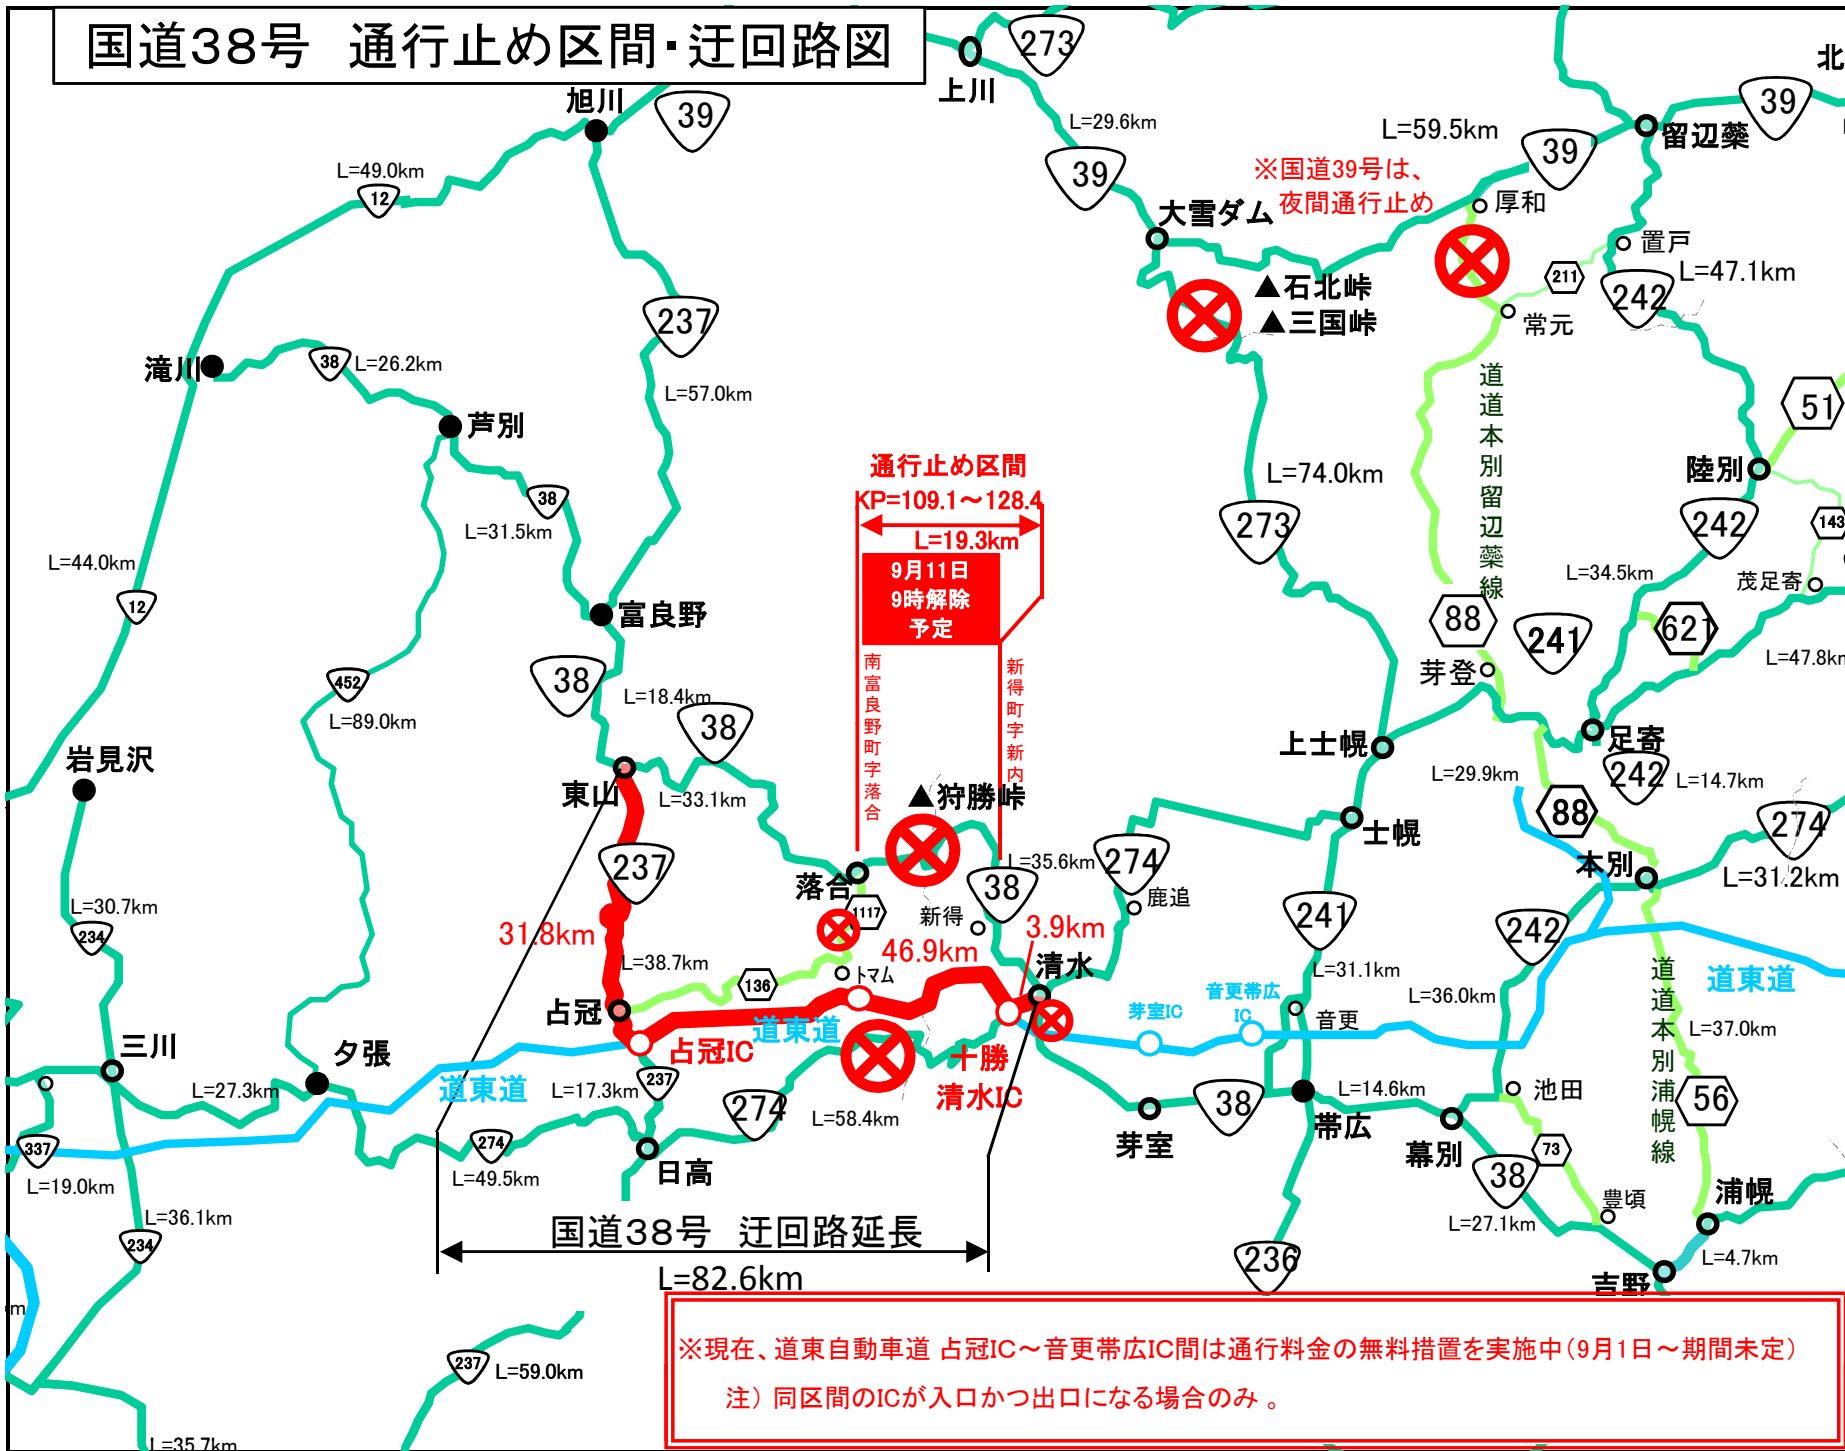 国道38号　通行止め区間・迂回路図
旭川
39
上川
273
L=29.6km
39
L=59.5km
39
39
北
留辺蘂
※国道39号は、
夜間通行止め
厚和
大雪ダム
置戸
211
242
L=47.1km
▲石北峠
▲三国峠
常元
L=49.0km
12
237
滝川
38
L=26.2km
L=57.0km
芦別
道道本別留辺蘂線
51
陸別
通行止め区間
KP=109.1～128.4
L=19.3km
9月11日
9時解除
予定
L=74.0km
273
242
143
38
L=31.5km
L=44.0km
12
L=34.5km
茂足寄
富良野
88
241
621
L=47.8km
南富良野町字落合
新得町字新内
38
L=18.4km
38
452
L=89.0km
芽登
上士幌
足寄
242
L=14.7km
L=29.9km
岩見沢
東山
L=33.1km
▲狩勝峠
88
274
士幌
本別
L=31.2km
237
落合
38
L=35.6km
274
1117
新得
鹿追
241
242
L=30.7km
234
31.8km
46.9km
3.9km
L=38.7km
136
トマム
清水
L=31.1km
L=36.0km
道東道
道道本別浦幌線
占冠
道東道
音更帯広
IC
芽室IC
音更
L=37.0km
三川
夕張
占冠IC
十勝
清水IC
L=27.3km
道東道
L=17.3km
237
274
L=58.4km
38
L=14.6km
池田
56
帯広
337
L=19.0km
274
L=49.5km
日高
芽室
幕別
73
38
豊頃
浦幌
L=36.1km
234
国道38号　迂回路延長
L=82.6km
236
L=27.1km
L=4.7km
吉野
m
※現在、道東自動車道 占冠IC～音更帯広IC間は通行料金の無料措置を実施中（9月1日～期間未定）
注） 同区間のICが入口かつ出口になる場合のみ 。
237
L=59.0km
L=35.7km